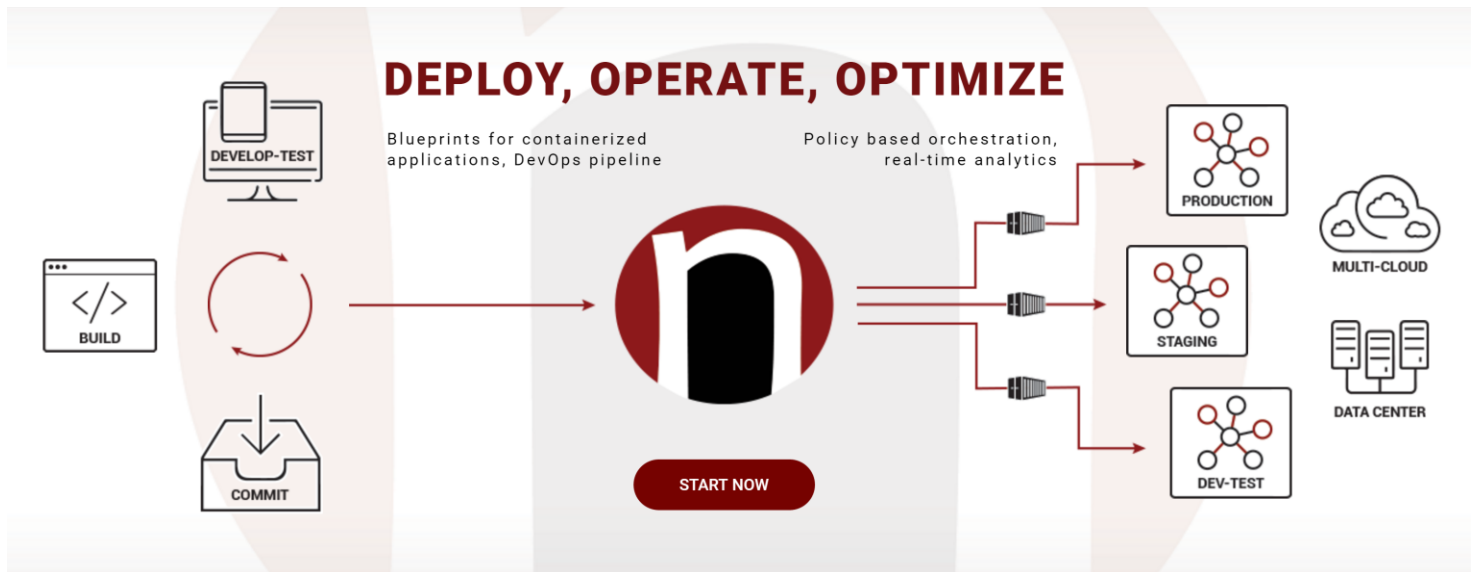 DEPLOY, OPERATE, OPTIMIZE
Blueprints for containerized
applications, DevOps pipeline
Policy based orchestration,
real-time analytics
DEVELOP-TEST
</>
BUILD
COMMIT
n
START NOW
PRODUCTION
STAGING
DEV-TEST
MULTI-CLOUD
DATA CENTER